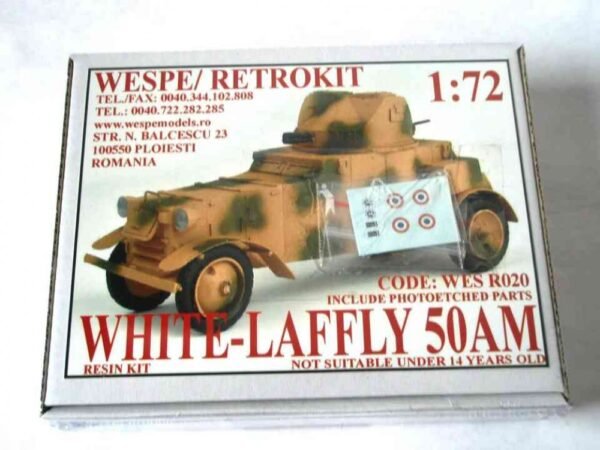 WESPE/ RETROKIT
1:72
TEL./FAX: 0040.344.102.808
TEL.: 0040.722.282.285
www.wespemodels.ro
STR. N. BALCESCU 23
100550 PLOIESTI
ROMANIA
CODE: WES R020
INCLUDE PHOTOETCHED PARTS
WHITE-LAFFLY 50AM
RESIN KIT
NOT SUITABLE UNDER 14 YEARS OLD